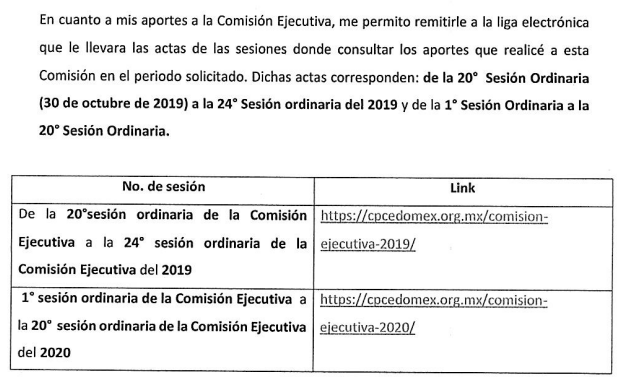 En cuanto a mis aportes a la Comisión Ejecutiva, me permito remitirle a la liga electrónica
que le llevara las actas de las sesiones donde consultar los aportes que realicé a esta
Comisión en el periodo solicitado. Dichas actas corresponden: de la 20° Sesión Ordinaria
(30 de octubre de 2019) a la 24° Sesión ordinaria del 2019 y de la 1° Sesión Ordinaria a la
20° Sesión Ordinaria.
No. de sesión
Link
De la 20°sesión ordinaria de la Comisión
Ejecutiva a la 24° sesión ordinaria de la
Comisión Ejecutiva del 2019
https://cpcedomex.org.mx/comision-
ejecutiva-2019/
1° sesión ordinaria de la Comisión Ejecutiva a
la 20° sesión ordinaria de la Comisión Ejecutiva
del 2020
https://cpcedomex.org.mx/comision-
ejecutiva-2020/